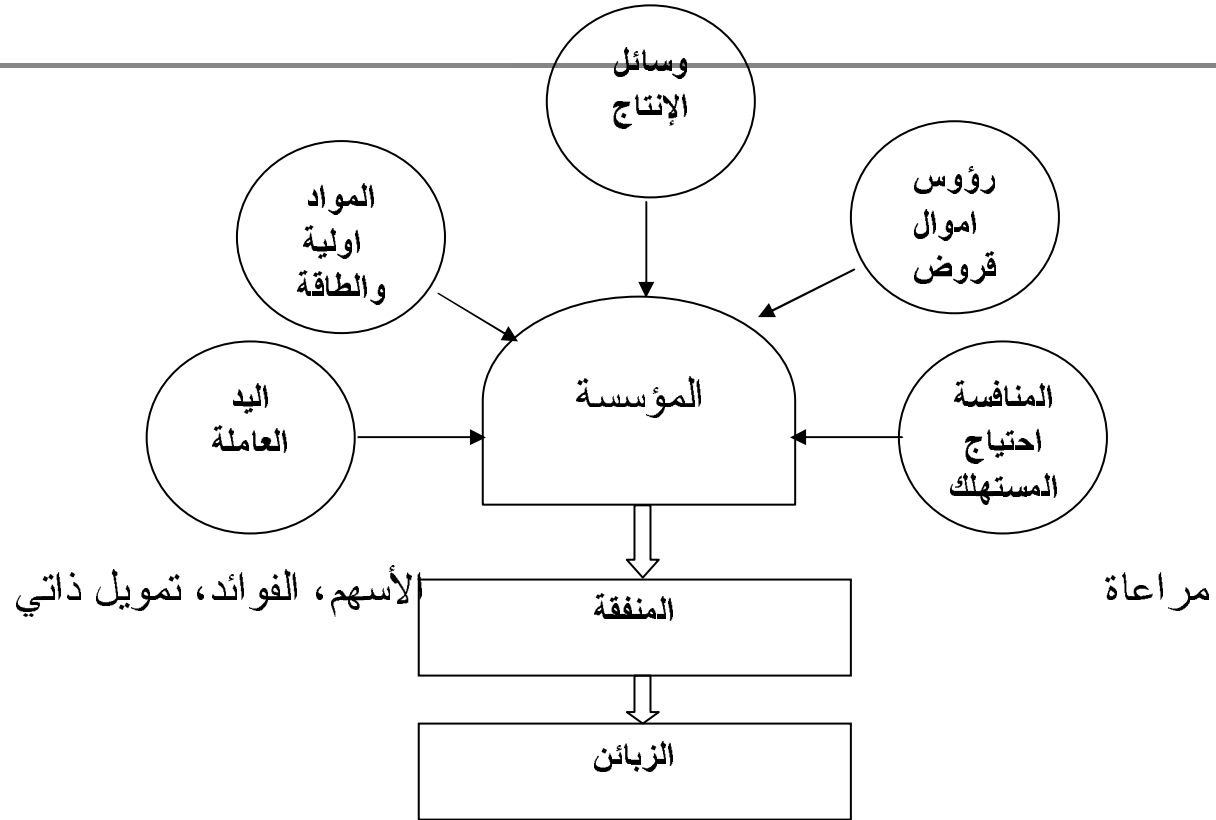 وسائل
الإنتاج
رؤوس
اموال
قروض
المواد
اولية
والطاقة
المؤسسة
المنافسة
احتياج
المستهلك
اليد
العاملة
مراعاة
الأسهم، الفوائد، تمويل ذاتي
المنفقة
الزبائن